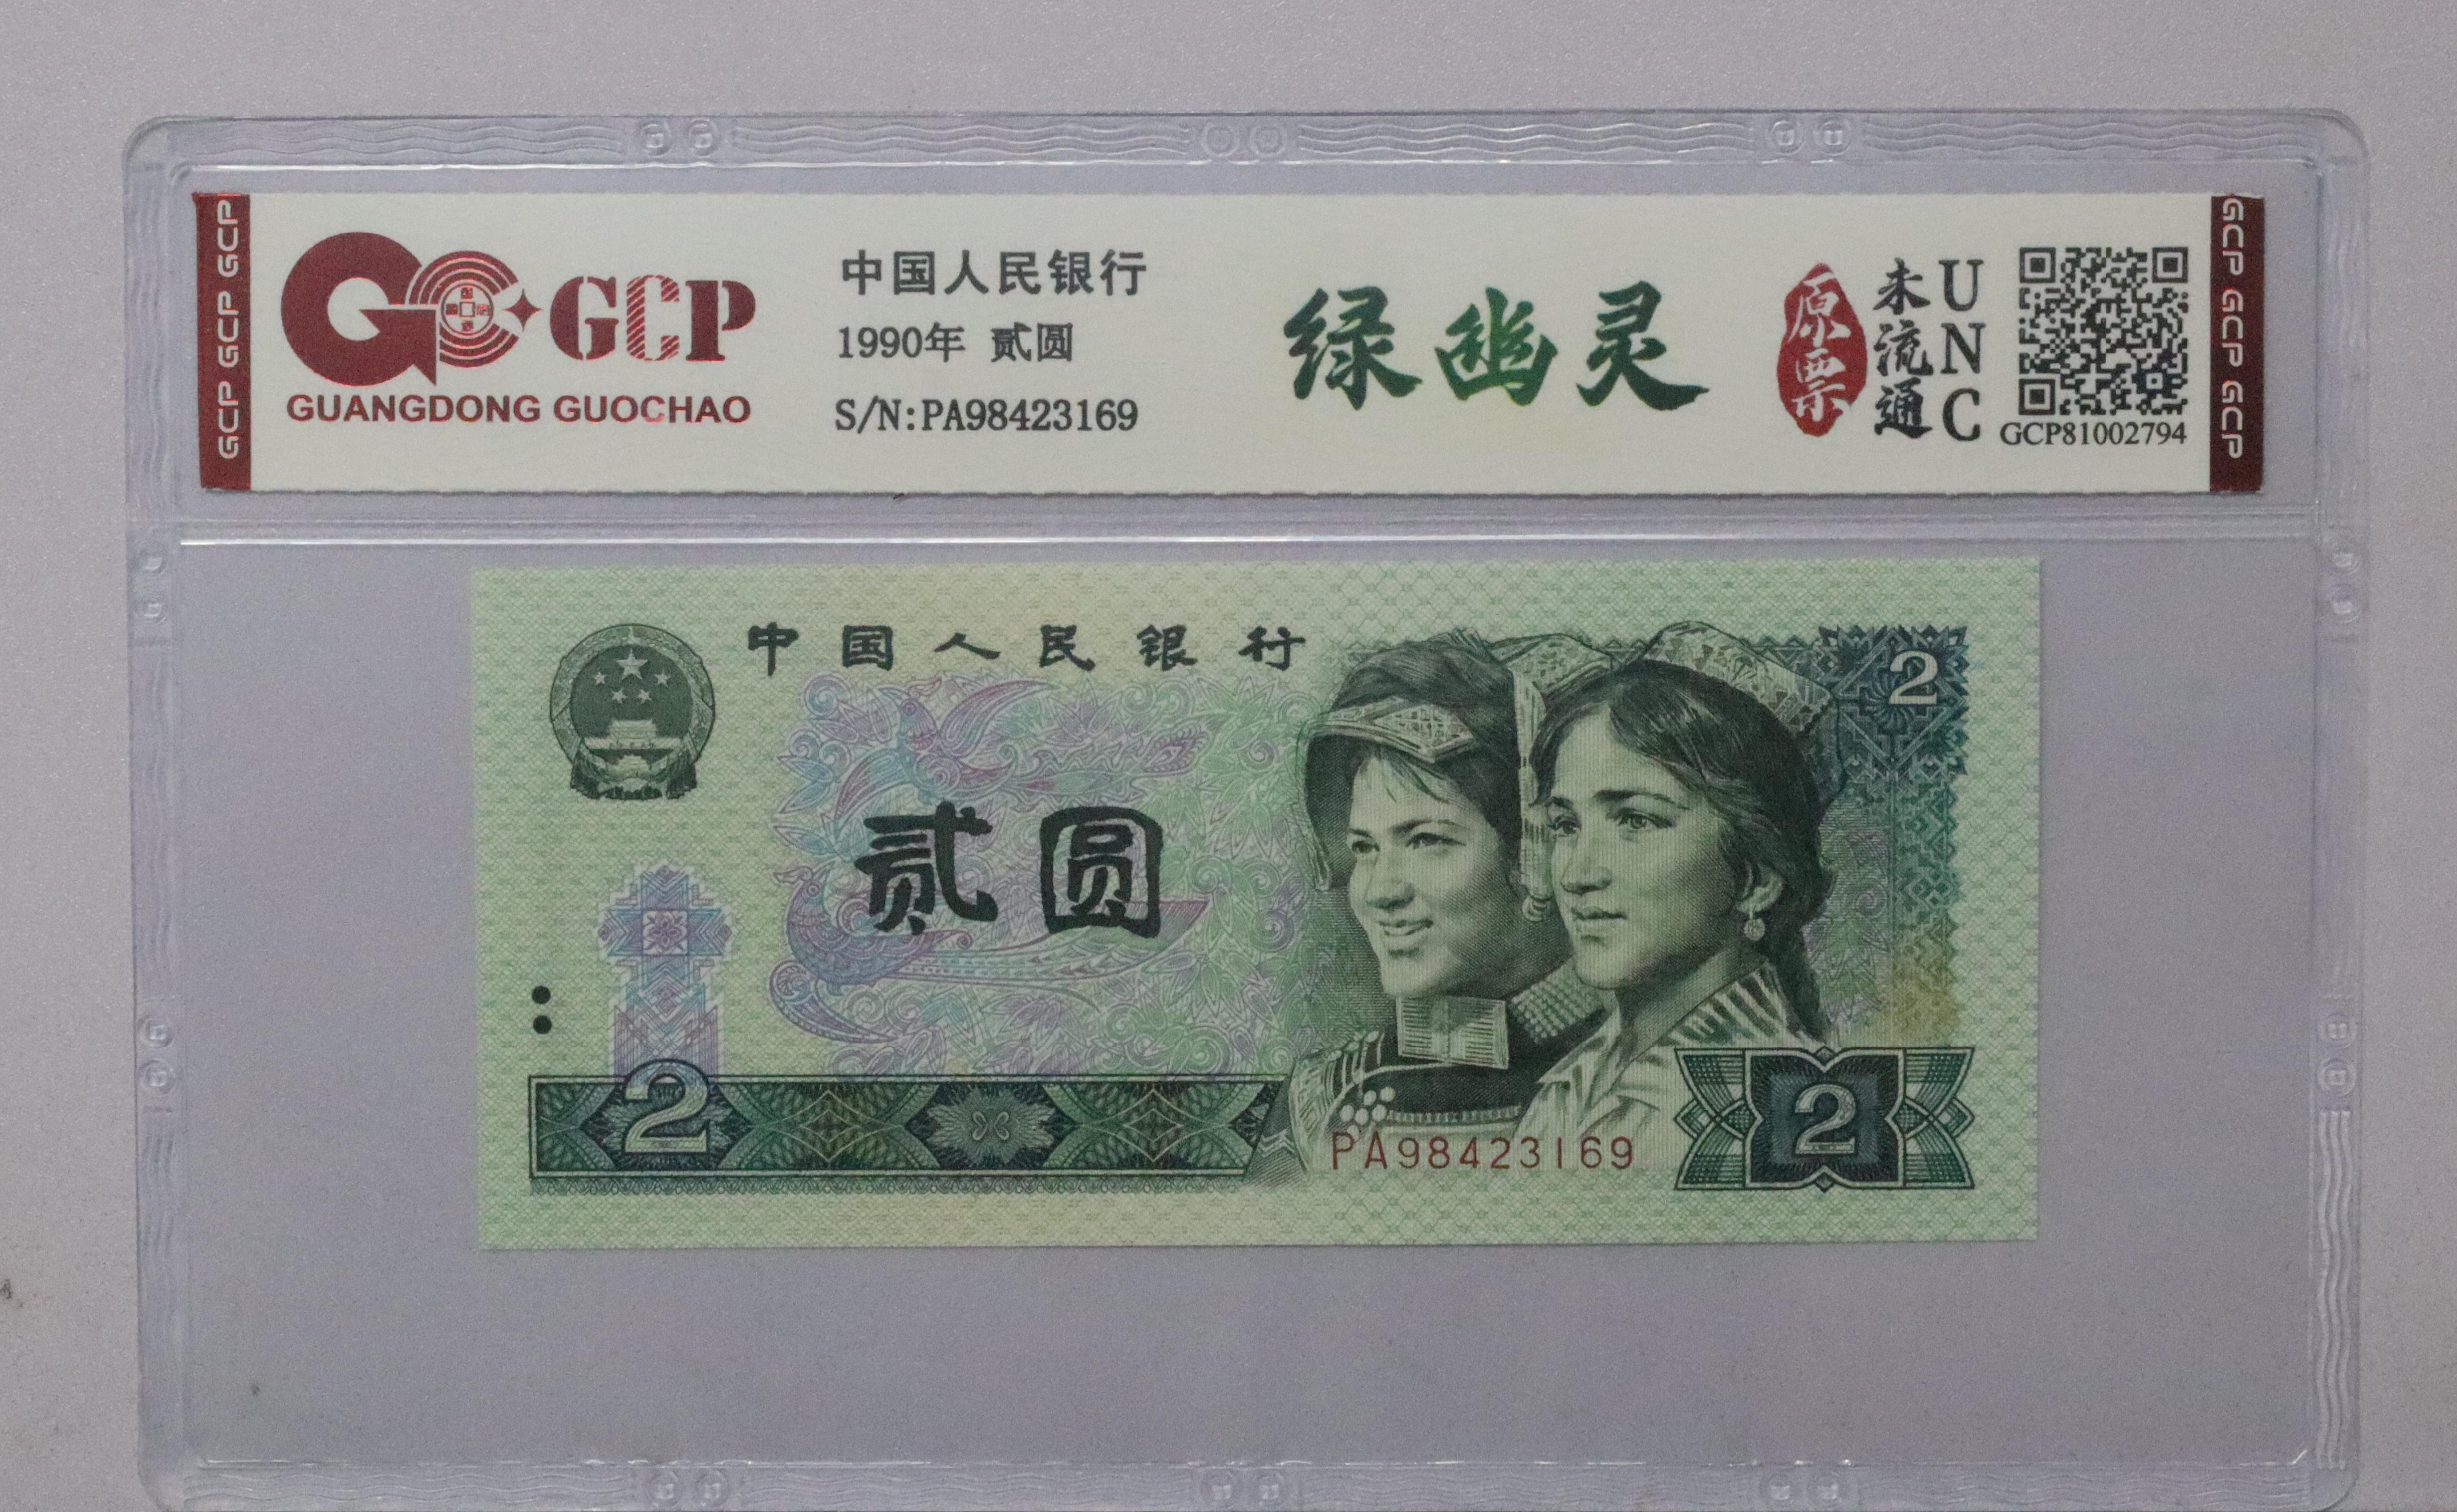 GCP GCP GCP
GCP
GUANGDONG GUOCHAO
中国人民银行
1990年 贰圆
S/N:PA98423169
绿幽灵
原票
未流通
UNC
GCP81002794
GCP GCP GCP
中国人民银行
2
贰圆
2
PA98423169
2